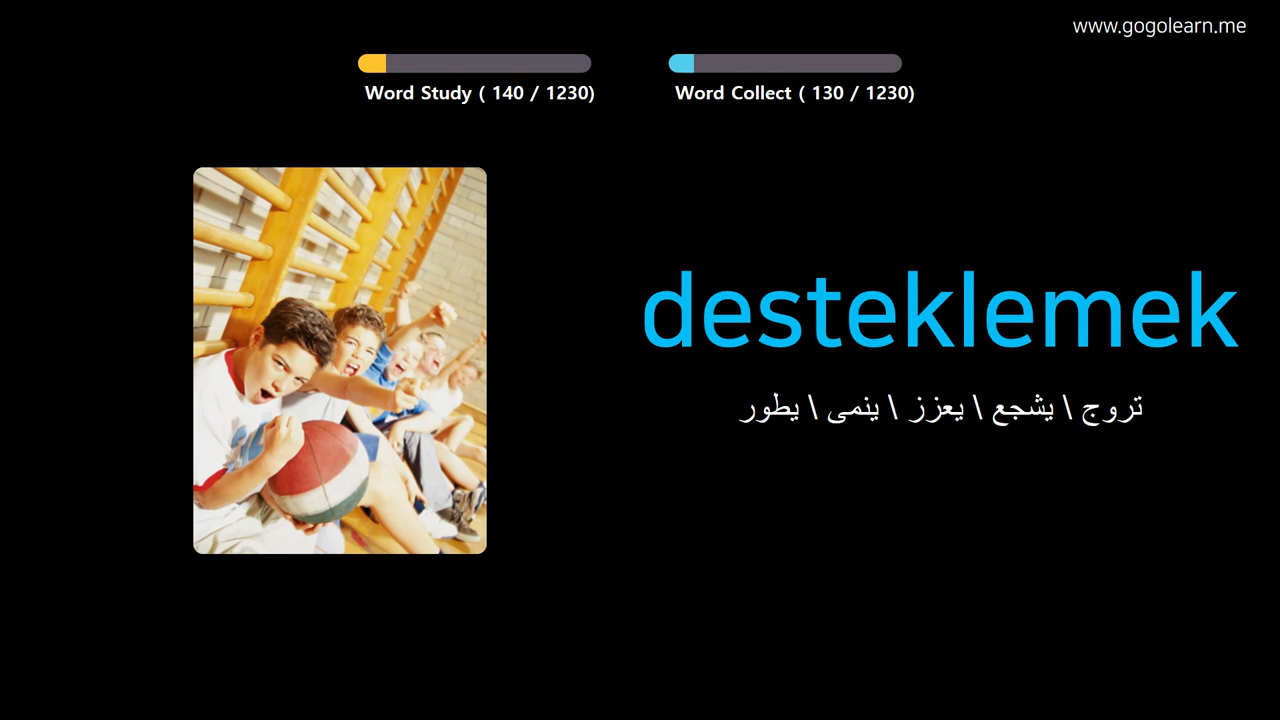 www.gogolearn.me
Word Study ( 140 / 1230)
Word Collect ( 130 / 1230)
desteklemek
تروج \ يشجع \ يعزز \ ينمى \ يطور